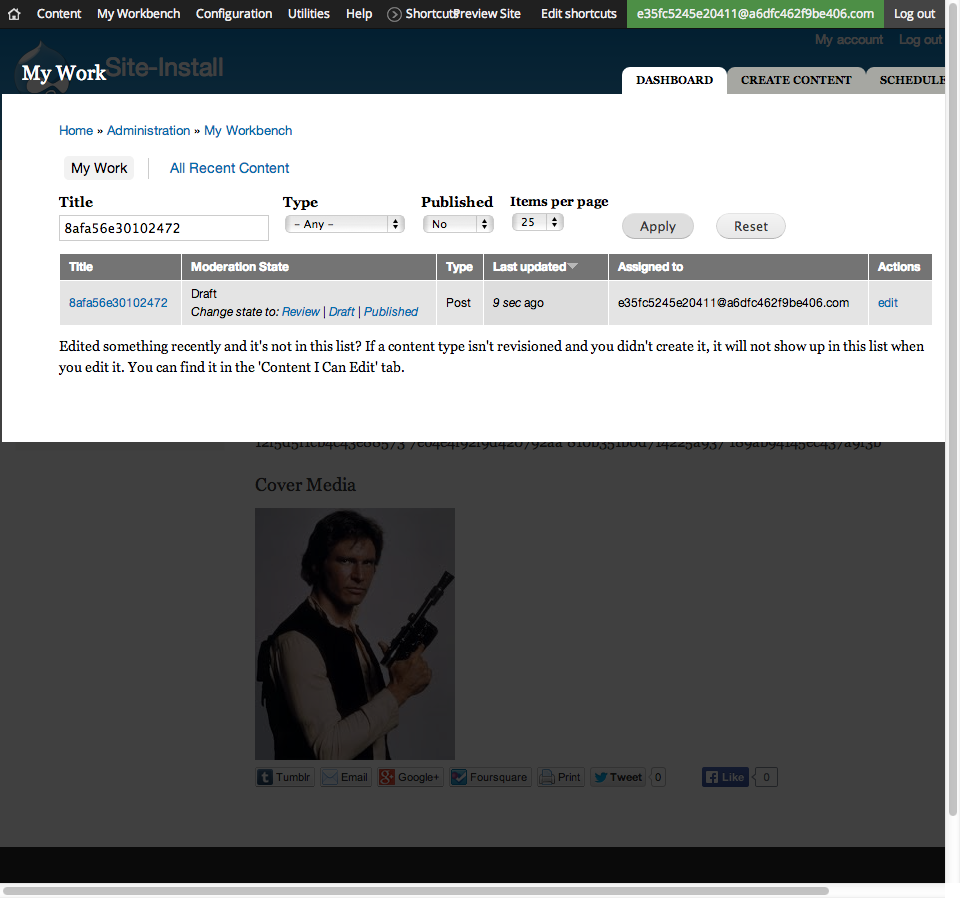 Content My Workbench Configuration Utilities Help Shortcuts Preview Site Edit shortcuts e35fc5245e20411@a6dfc462f9be406.com Log out
My account Log out
My Work Site-Install
DASHBOARD CREATE CONTENT SCHEDULE
Home » Administration » My Workbench
My Work All Recent Content
Title Type Published Items per page
8afa56e30102472 - Any - No 25 Apply Reset
Title Moderation State Type Last updated Assigned to Actions
8afa56e30102472 Draft Post 9 sec ago e35fc5245e20411@a6dfc462f9be406.com edit
Change state to: Review | Draft | Published
Edited something recently and it's not in this list? If a content type isn't revisioned and you didn't create it, it will not show up in this list when
you edit it. You can find it in the 'Content I Can Edit' tab.
Cover Media
Tumblr Email Google+ Foursquare Print Tweet 0 Like 0